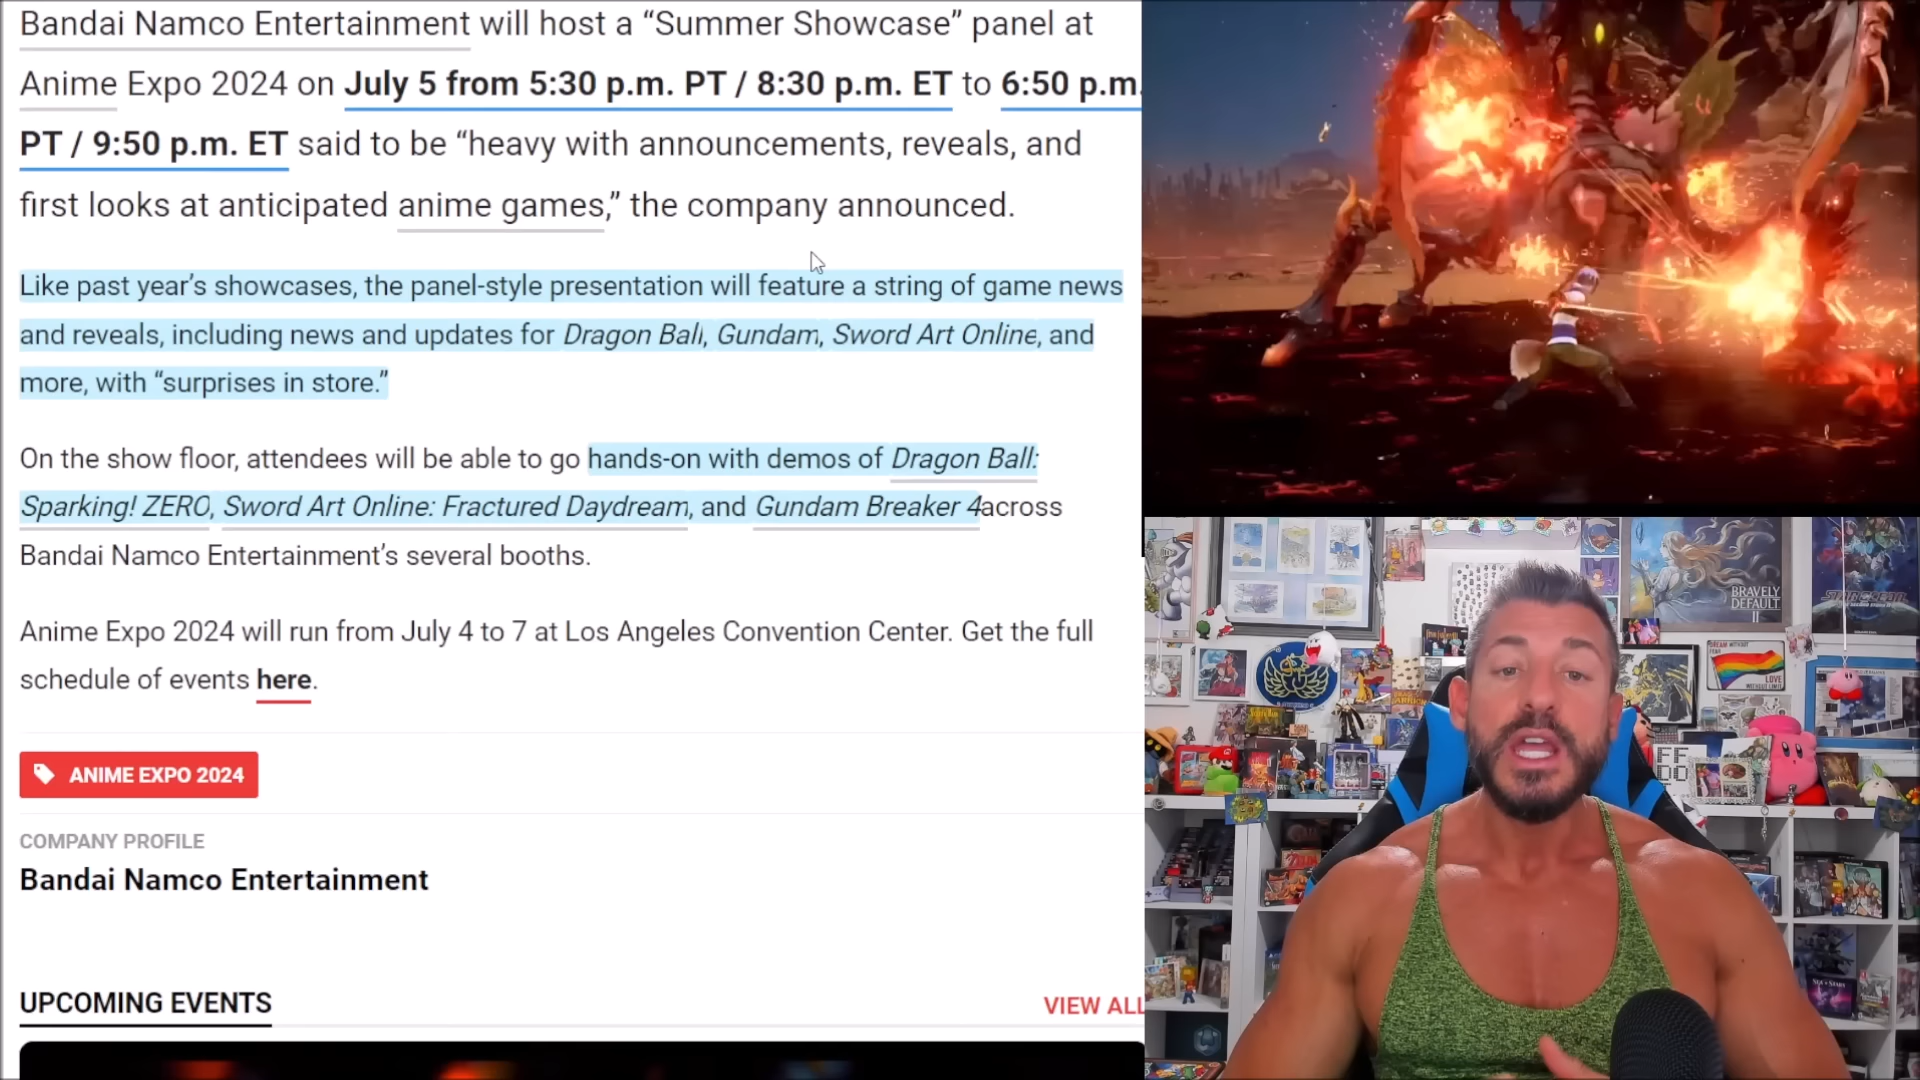 Bandai Namco Entertainment will host a “Summer Showcase” panel at
Anime Expo 2024 on July 5 from 5:30 p.m. PT / 8:30 p.m. ET to 6:50 p.m.
PT / 9:50 p.m. ET said to be “heavy with announcements, reveals, and
first looks at anticipated anime games,” the company announced.
Like past year’s showcases, the panel-style presentation will feature a string of game news
and reveals, including news and updates for Dragon Ball, Gundam, Sword Art Online, and
more, with “surprises in store.”
On the show floor, attendees will be able to go hands-on with demos of Dragon Ball:
Sparking! ZERO, Sword Art Online: Fractured Daydream, and Gundam Breaker 4across
Bandai Namco Entertainment’s several booths.
Anime Expo 2024 will run from July 4 to 7 at Los Angeles Convention Center. Get the full
schedule of events here.
ANIME EXPO 2024
COMPANY PROFILE
Bandai Namco Entertainment
UPCOMING EVENTS
VIEW ALL
BRAVELY
DEFAULT
II
LOVE